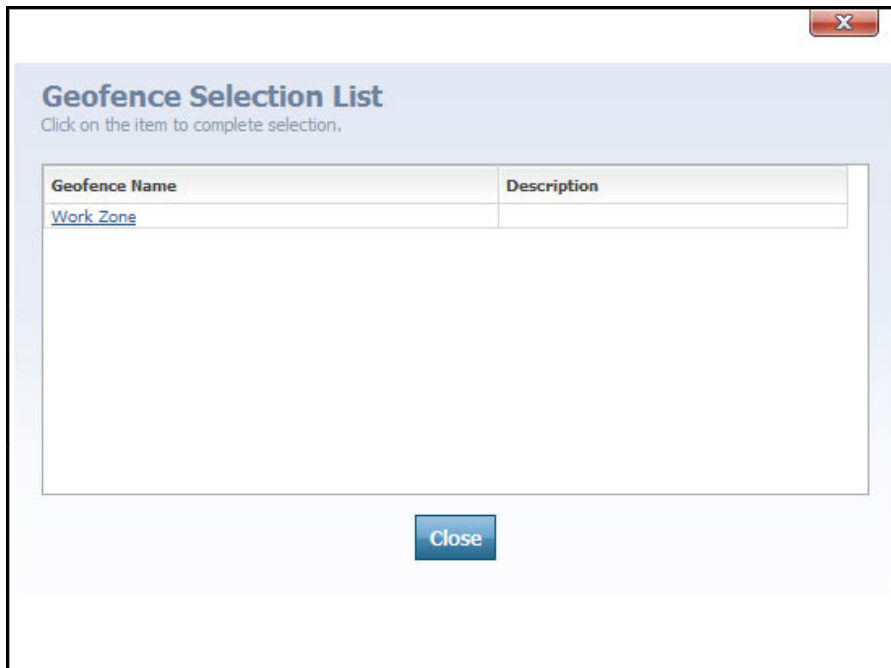 X
Geofence Selection List
Click on the item to complete selection.
Geofence Name Description
Work Zone
Close